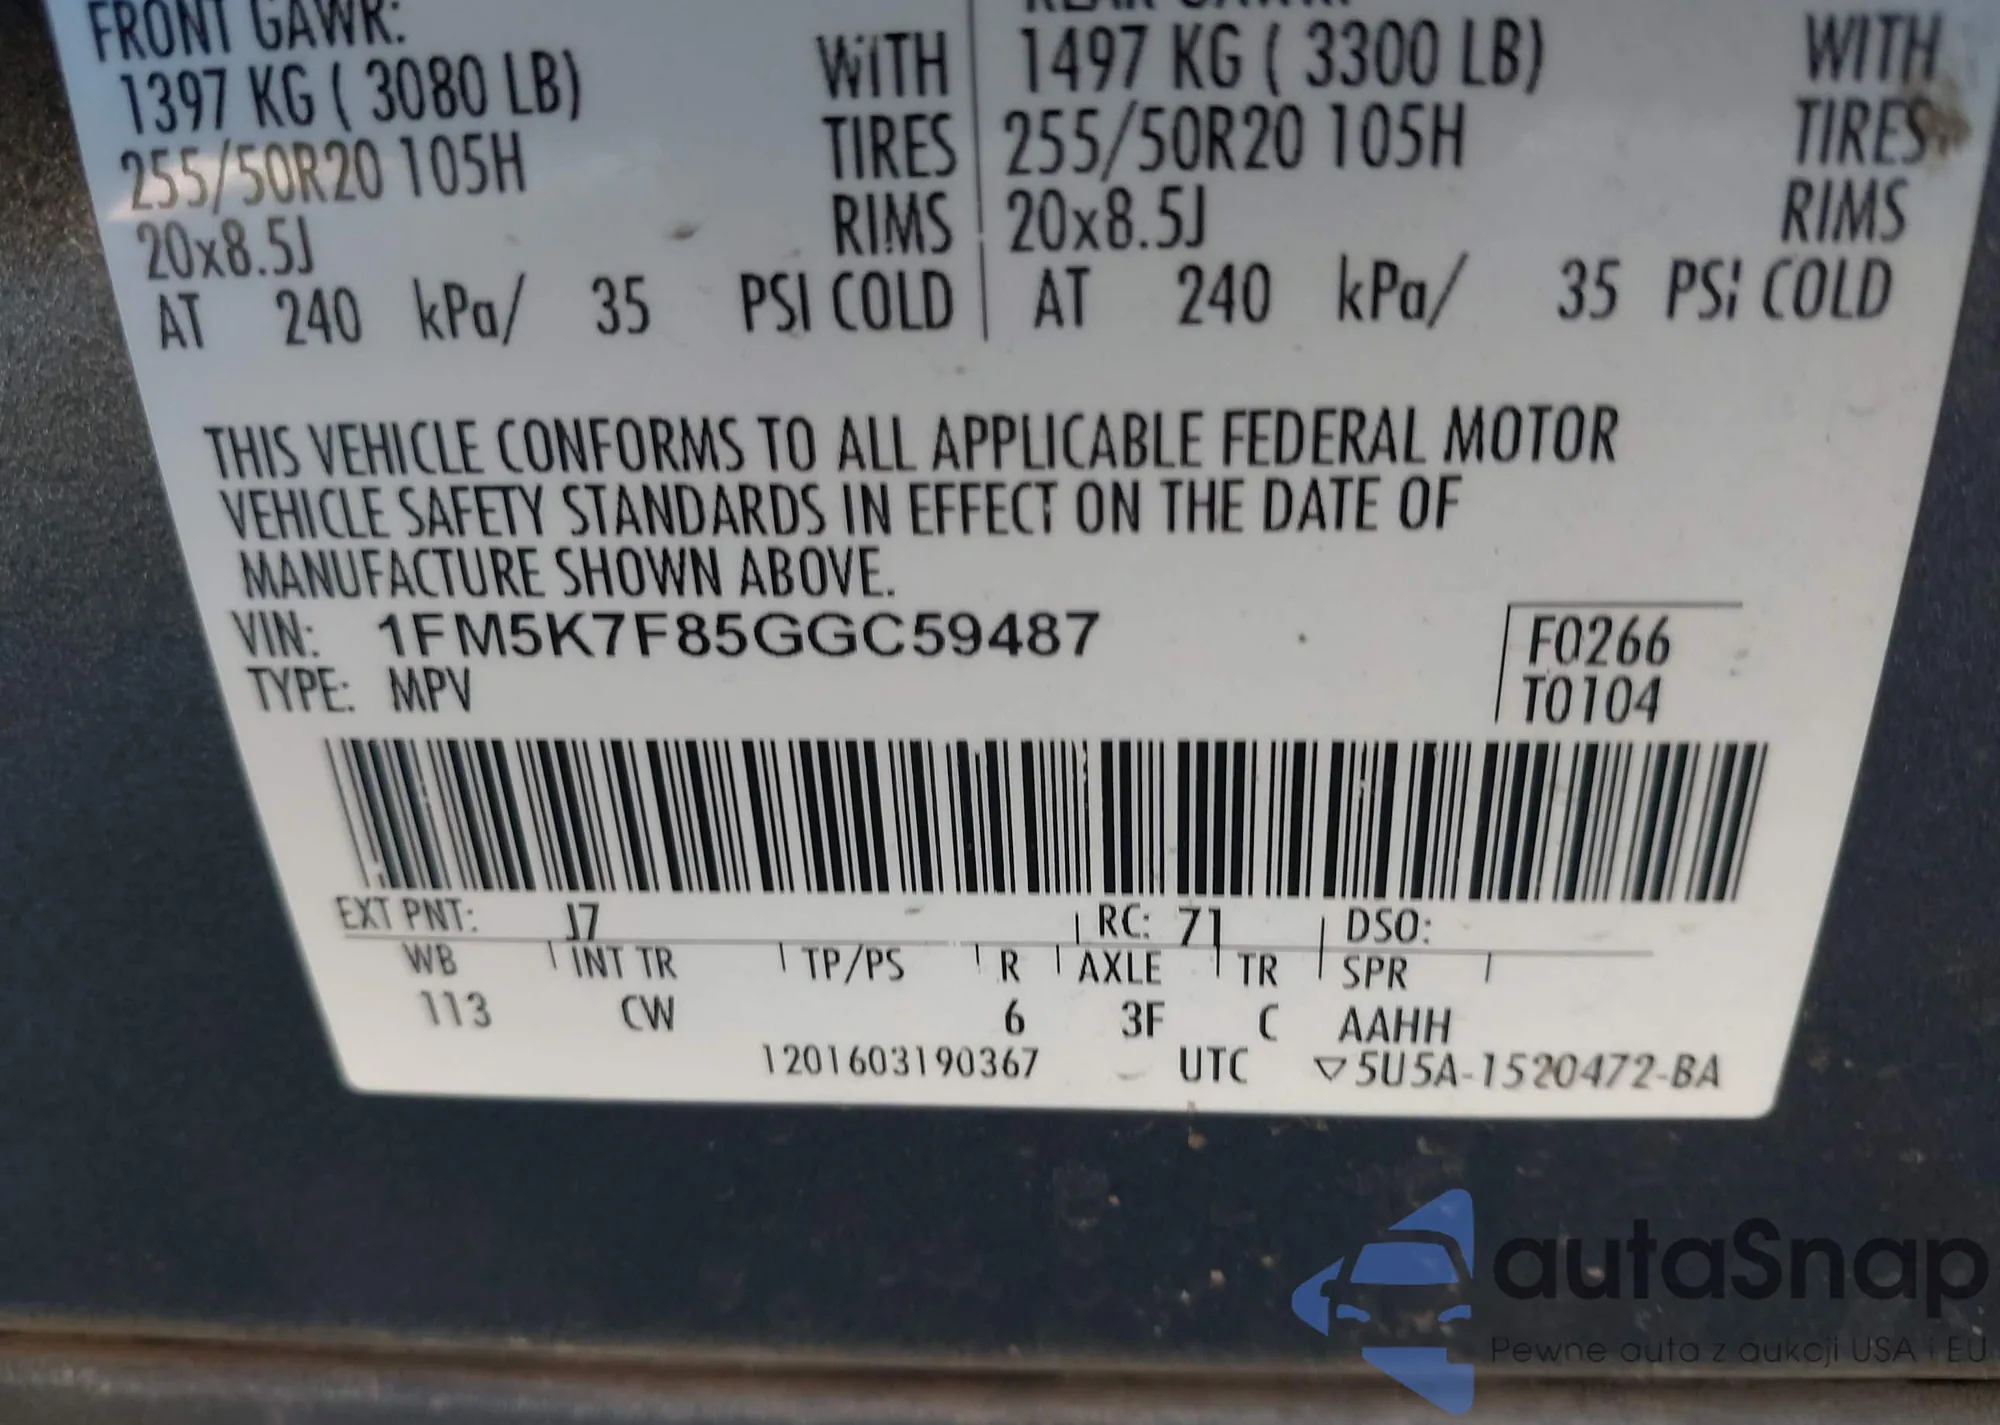 FRONT GAWR: REAR GAWR:
1397 KG ( 3080 LB) WITH 1497 KG ( 3300 LB) WITH
255/50R20 105H TIRES 255/50R20 105H TIRES
20x8.5J RIMS 20x8.5J RIMS
AT 240 kPa/ 35 PSI COLD AT 240 kPa/ 35 PSI COLD
THIS VEHICLE CONFORMS TO ALL APPLICABLE FEDERAL MOTOR
VEHICLE SAFETY STANDARDS IN EFFECT ON THE DATE OF
MANUFACTURE SHOWN ABOVE.
VIN: 1FM5K7F85GGC59487 F0266
TYPE: MPV T0104
EXT PNT: J7 RC: 71 DSO:
WB INT TR TP/PS R AXLE TR SPR
113 CW 6 3F C AAHH
1201603190367 UTC ▽5U5A-1520472-BA
autaSnap
Pewne auta z aukcji USA i EU